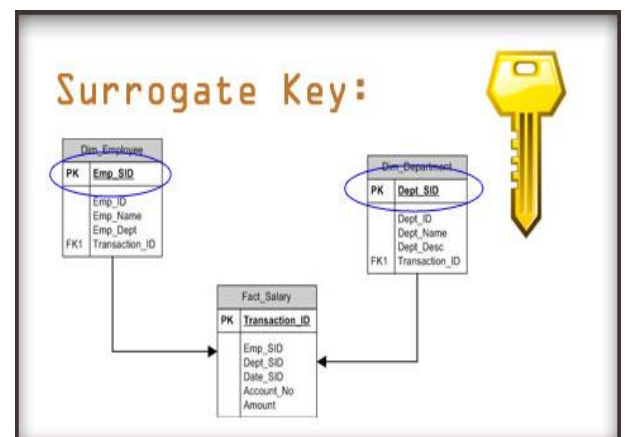 Surrogate Key:
Dim_Employee
PK Emp_SID
Emp_ID
Emp_Name
Emp_Dept
FK1 Transaction_ID
Dim_Department
PK Dept_SID
Dept_ID
Dept_Name
Dept_Desc
FK1 Transaction_ID
Fact_Salary
PK Transaction_ID
Emp_SID
Dept_SID
Date_SID
Account_No
Amount